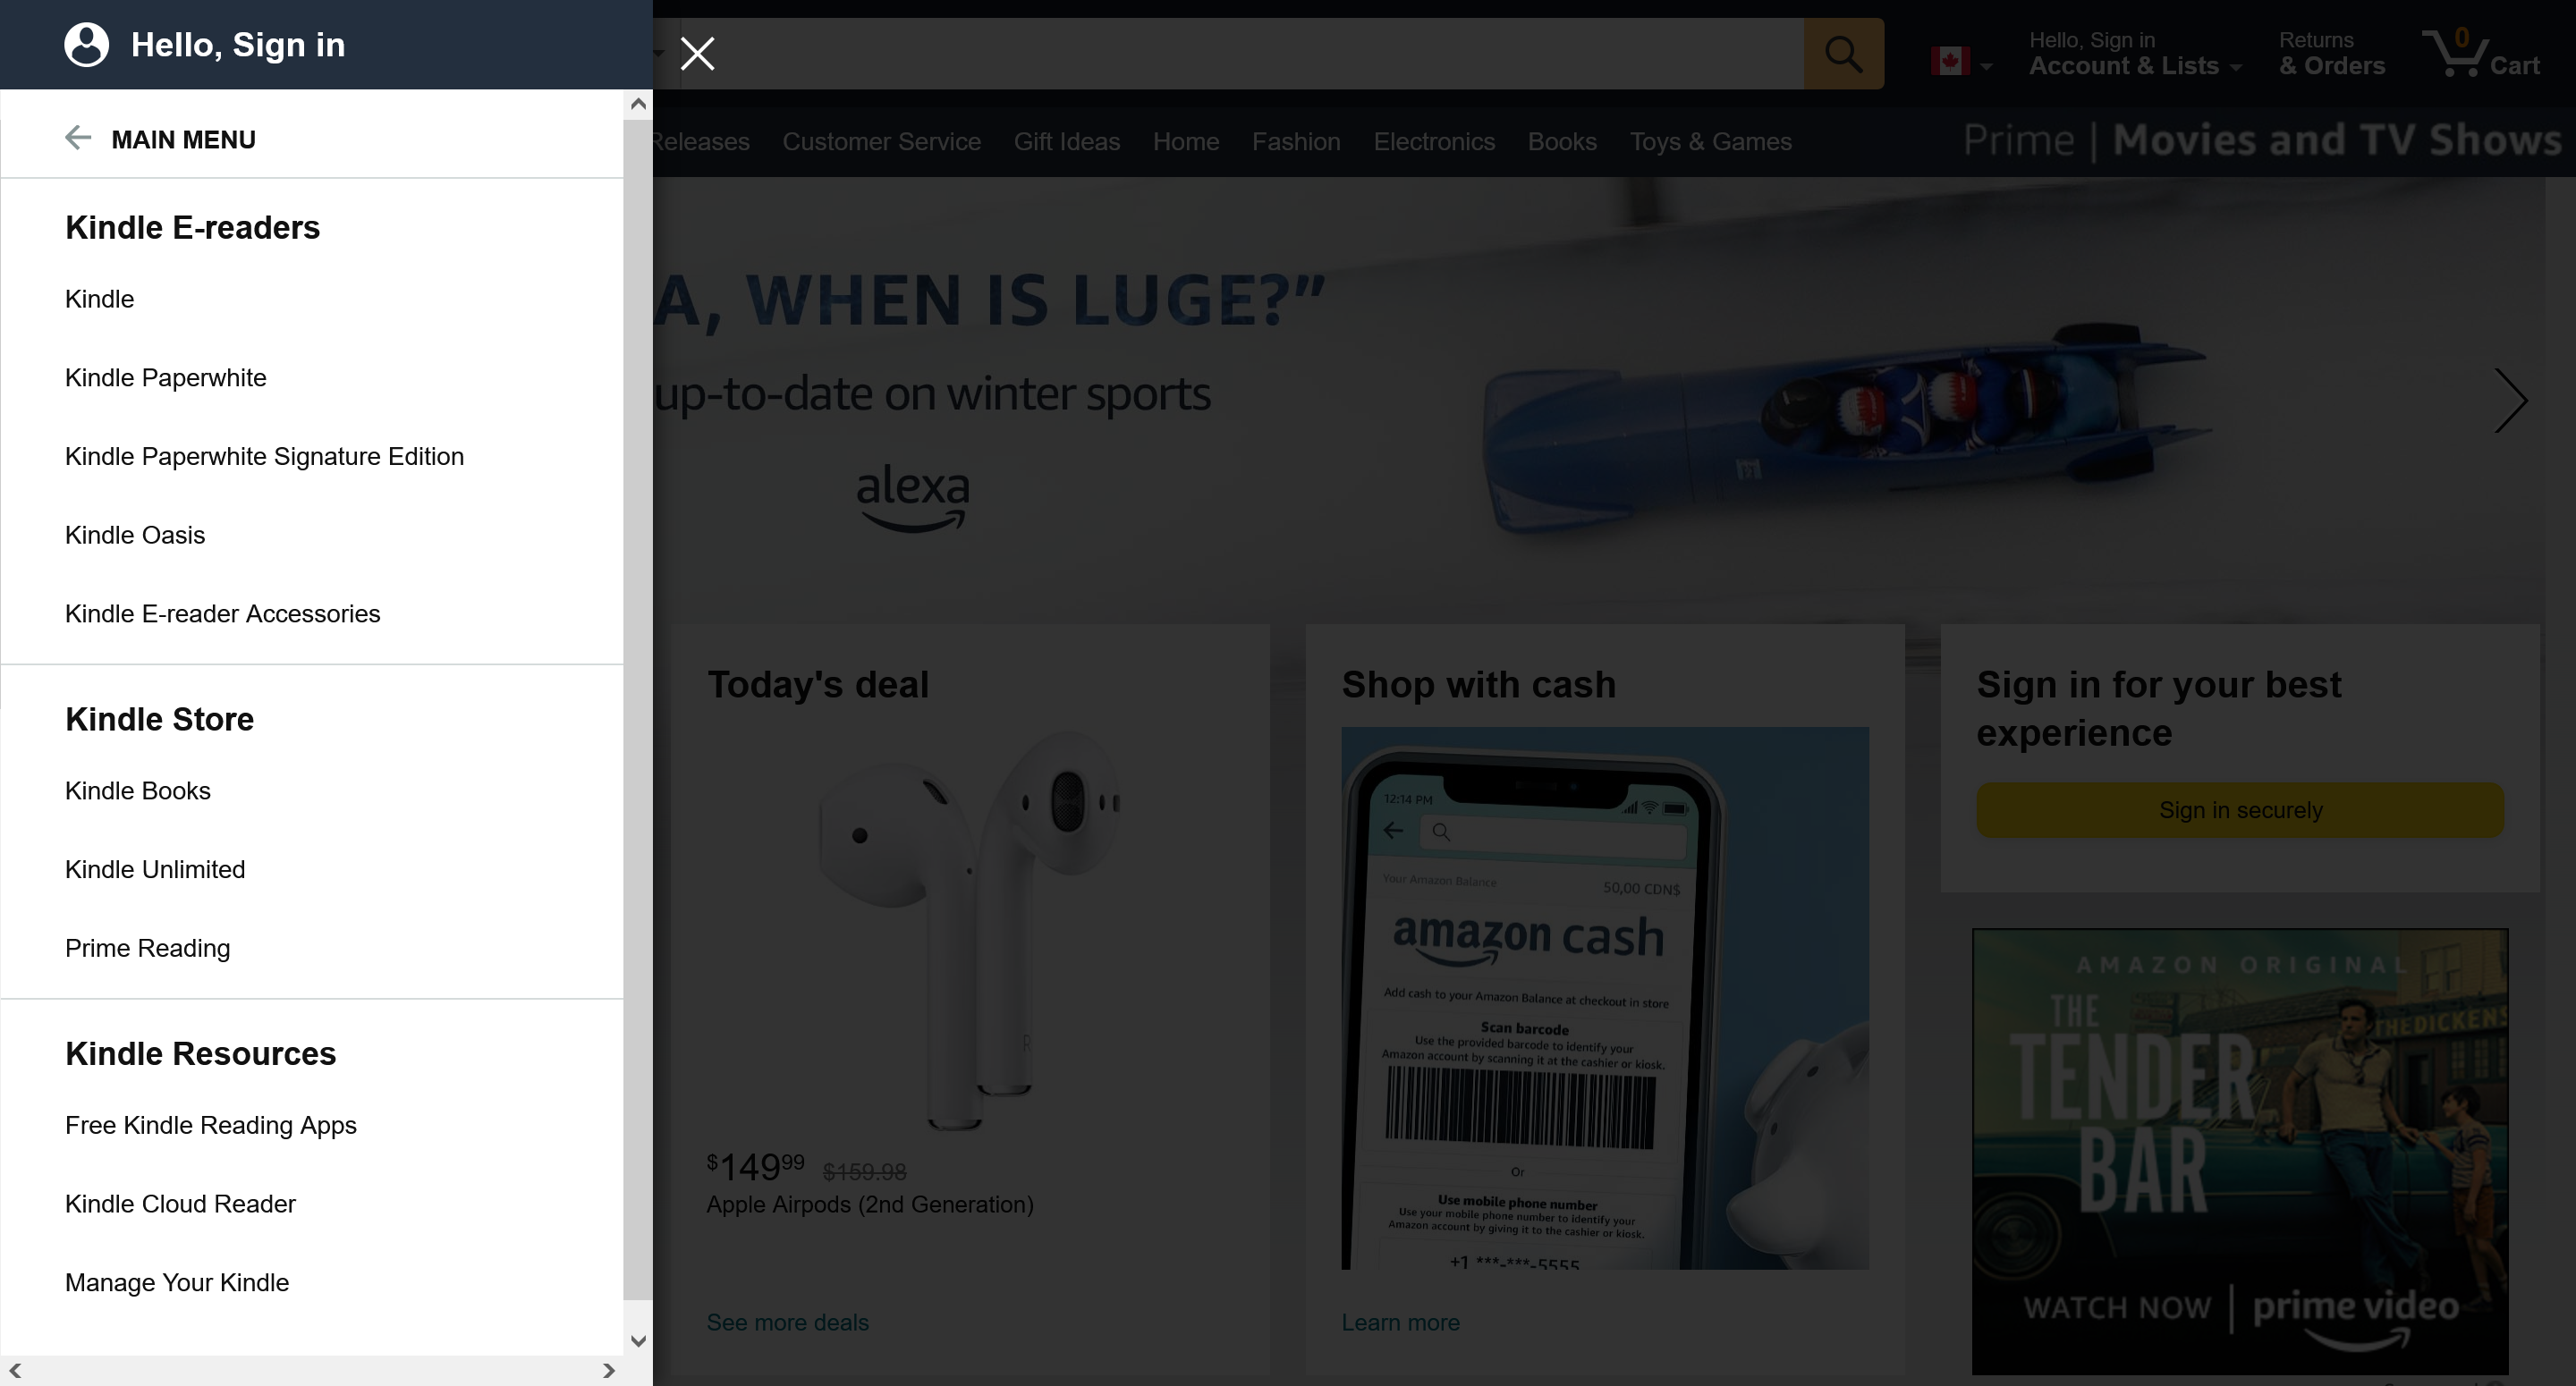 Hello, Sign in
MAIN MENU
Kindle E-readers
Kindle
Kindle Paperwhite
Kindle Paperwhite Signature Edition
Kindle Oasis
Kindle E-reader Accessories
Kindle Store
Kindle Books
Kindle Unlimited
Prime Reading
Kindle Resources
Free Kindle Reading Apps
Kindle Cloud Reader
Manage Your Kindle
Hello, Sign in
Account & Lists
Returns
& Orders
0
Cart
Releases Customer Service Gift Ideas Home Fashion Electronics Books Toys & Games
Prime | Movies and TV Shows
A, WHEN IS LUGE?”
up-to-date on winter sports
alexa
Today's deal
$149.99 $159.98
Apple Airpods (2nd Generation)
See more deals
Shop with cash
12:14 PM
Your Amazon Balance 50,00 CDN$
amazon cash
Add cash to your Amazon Balance at checkout in store
Scan barcode
Use the provided barcode to identify your
Amazon account by scanning it at the cashier or kiosk.
Or
Use mobile phone number
Use your mobile phone number to identify your
Amazon account by giving it to the cashier or kiosk.
+1 ***-***-5555
Learn more
Sign in for your best
experience
Sign in securely
AMAZON ORIGINAL
THE
TENDER
BAR
THE DICKENS
WATCH NOW | prime video